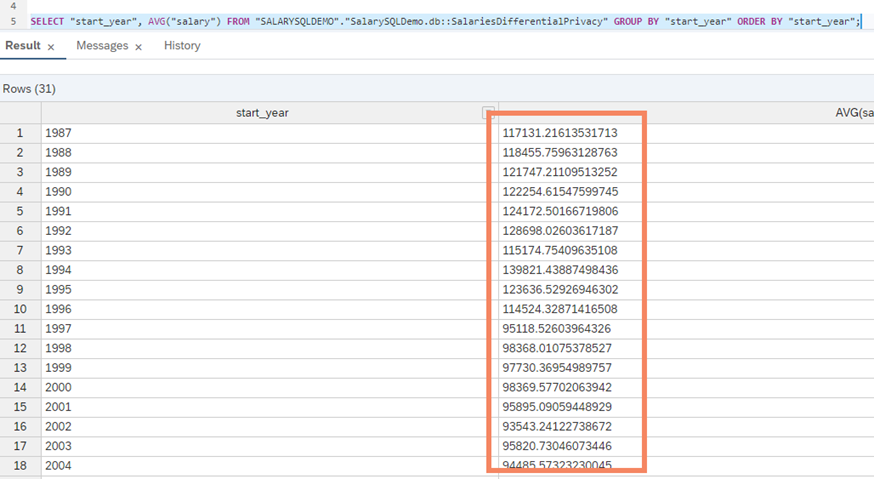 4
5 SELECT "start_year", AVG("salary") FROM "SALARYSQLDEMO"."SalarySQLDemo.db::SalariesDifferentialPrivacy" GROUP BY "start_year" ORDER BY "start_year";
Result × Messages × History
Rows (31)
start_year AVG(sa
1 1987 117131.21613531713
2 1988 118455.75963128763
3 1989 121747.21109513252
4 1990 122254.61547599745
5 1991 124172.50166719806
6 1992 128698.02603617187
7 1993 115174.75409635108
8 1994 139821.43887498436
9 1995 123636.52926946302
10 1996 114524.32871416508
11 1997 95118.52603964326
12 1998 98368.01075378527
13 1999 97730.36954989757
14 2000 98369.57702063942
15 2001 95895.09059448929
16 2002 93543.24122738672
17 2003 95820.73046073446
18 2004 94485.57323230045